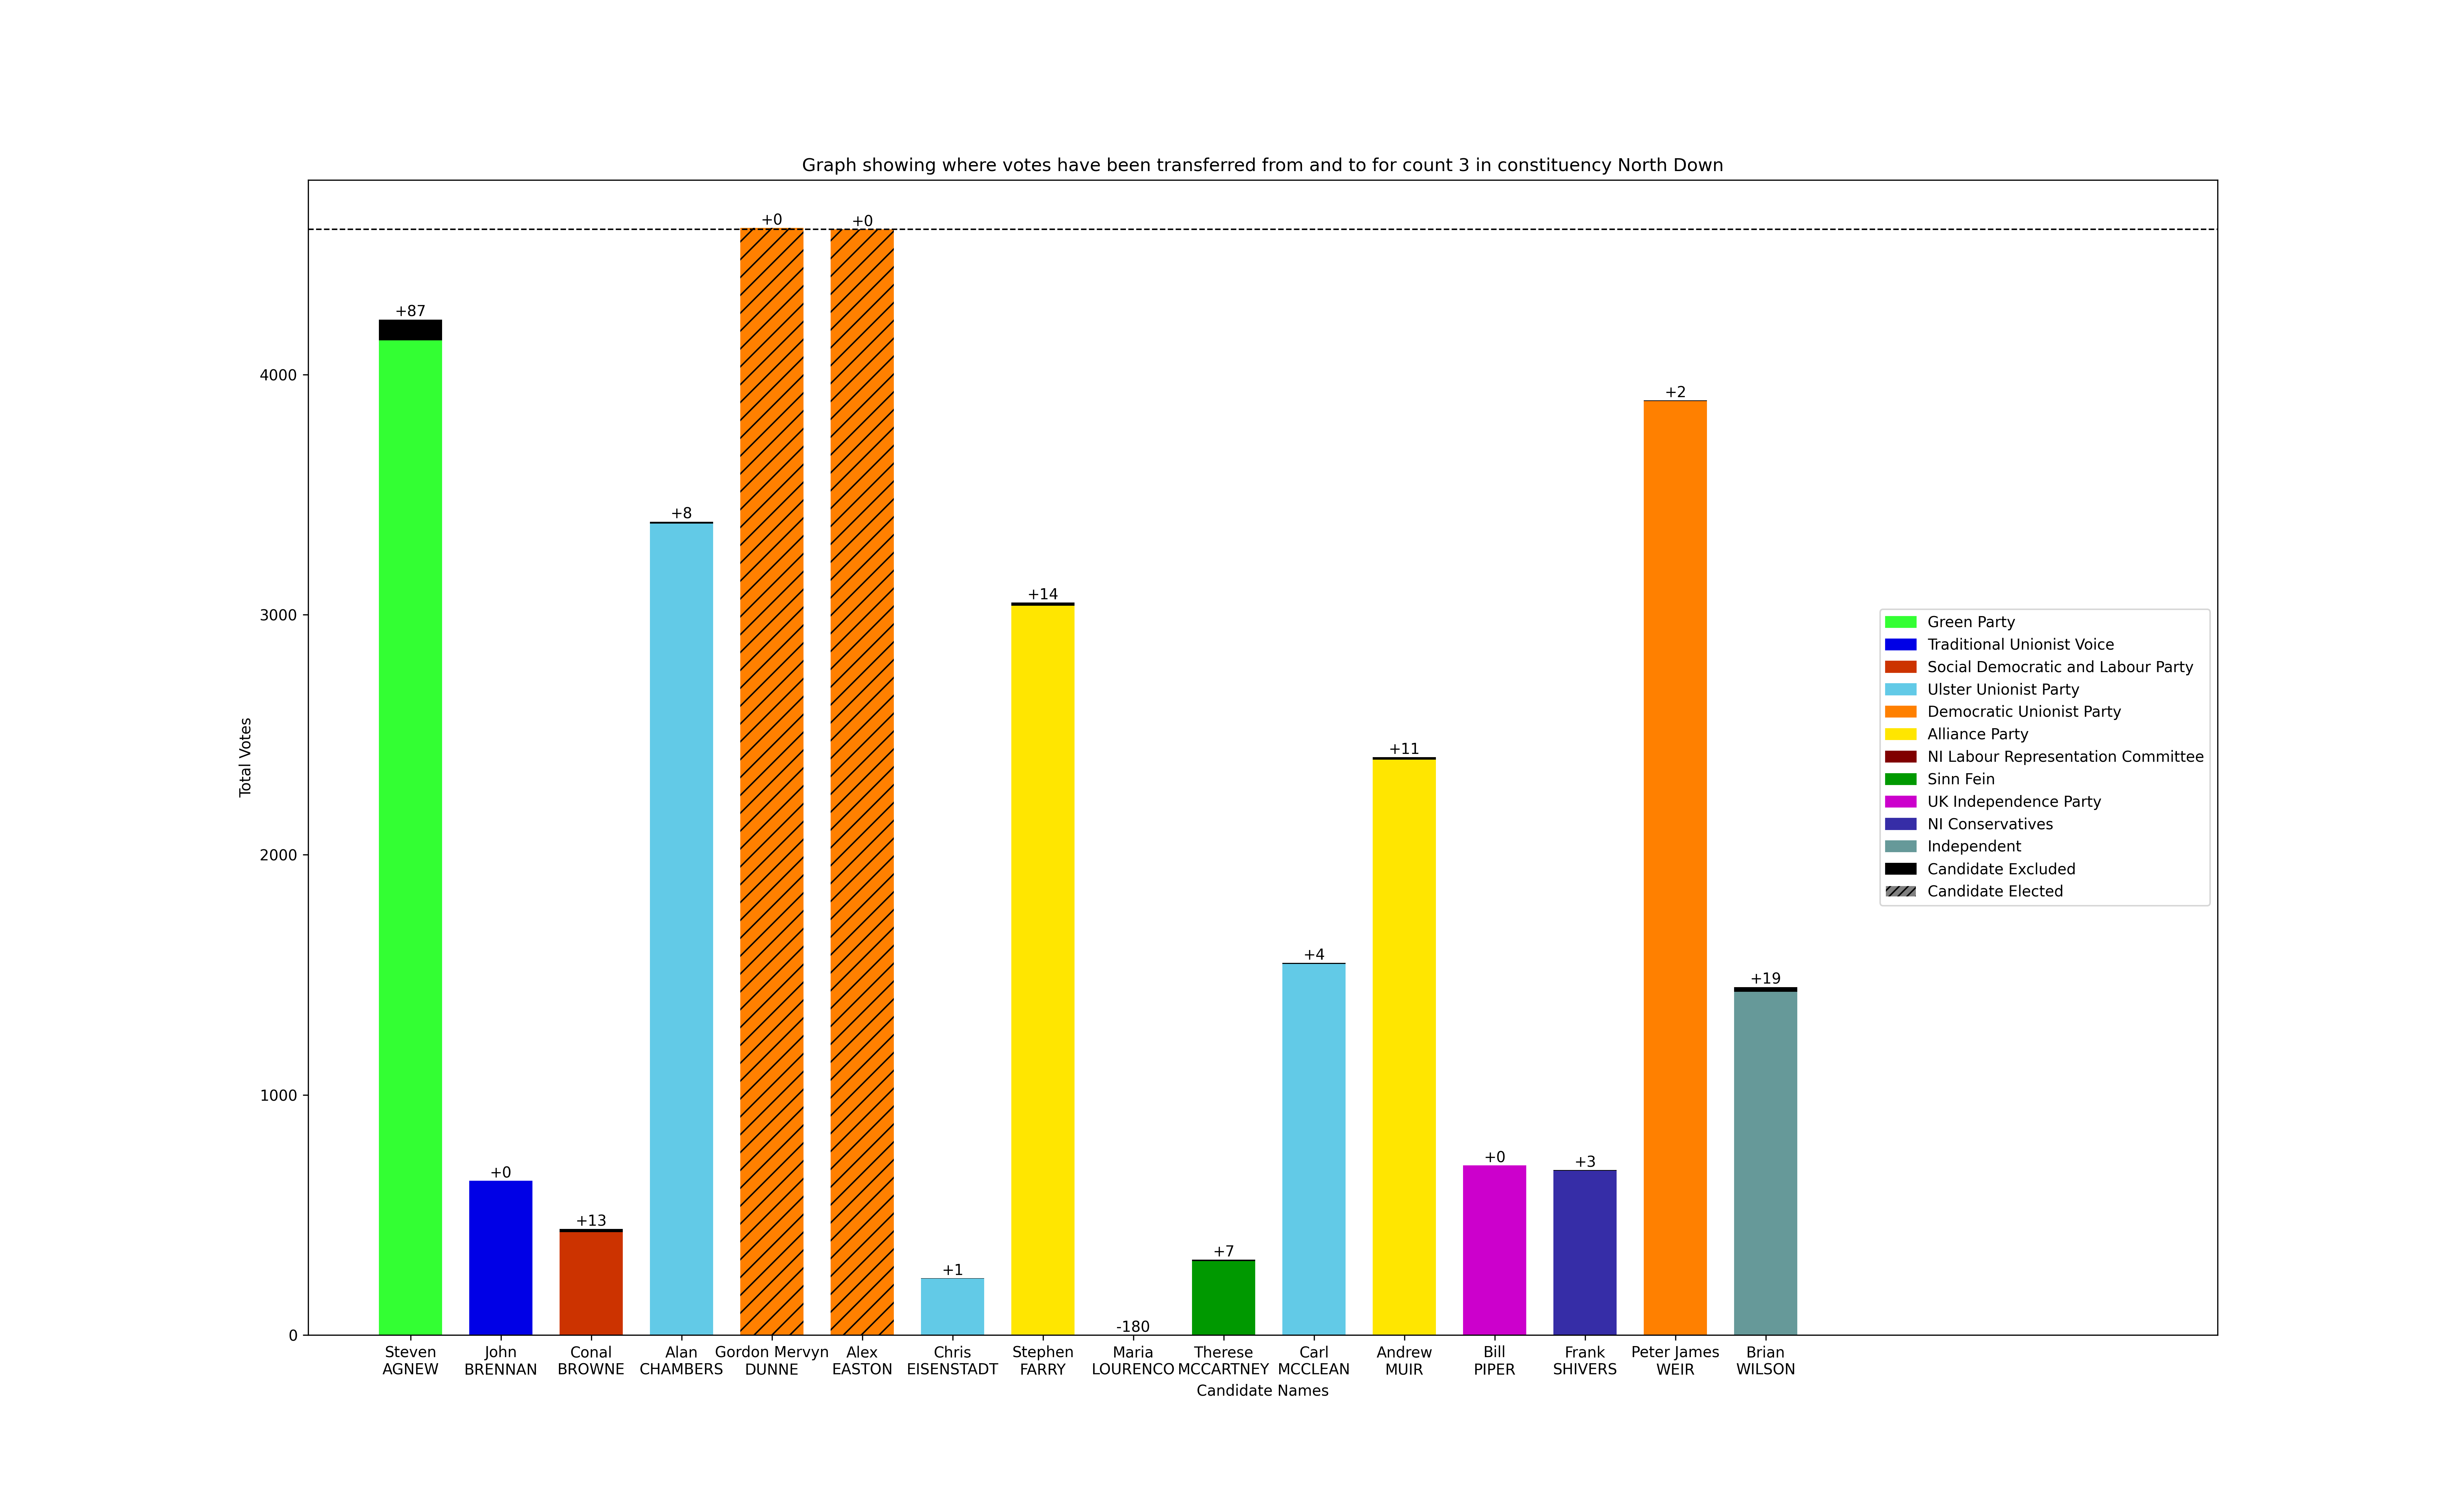 Graph showing where votes have been transferred from and to for count 3 in constituency North Down
Total Votes
4000
3000
2000
1000
0
+87
+0
+13
+8
+0
+0
+1
+14
-180
+7
+4
+11
+0
+3
+2
+19
Green Party
Traditional Unionist Voice
Social Democratic and Labour Party
Ulster Unionist Party
Democratic Unionist Party
Alliance Party
NI Labour Representation Committee
Sinn Fein
UK Independence Party
NI Conservatives
Independent
Candidate Excluded
Candidate Elected
Steven
AGNEW
John
BRENNAN
Conal
BROWNE
Alan
CHAMBERS
Gordon Mervyn
DUNNE
Alex
EASTON
Chris
EISENSTADT
Stephen
FARRY
Maria
LOURENCO
Therese
MCCARTNEY
Carl
MCCLEAN
Andrew
MUIR
Bill
PIPER
Frank
SHIVERS
Peter James
WEIR
Brian
WILSON
Candidate Names